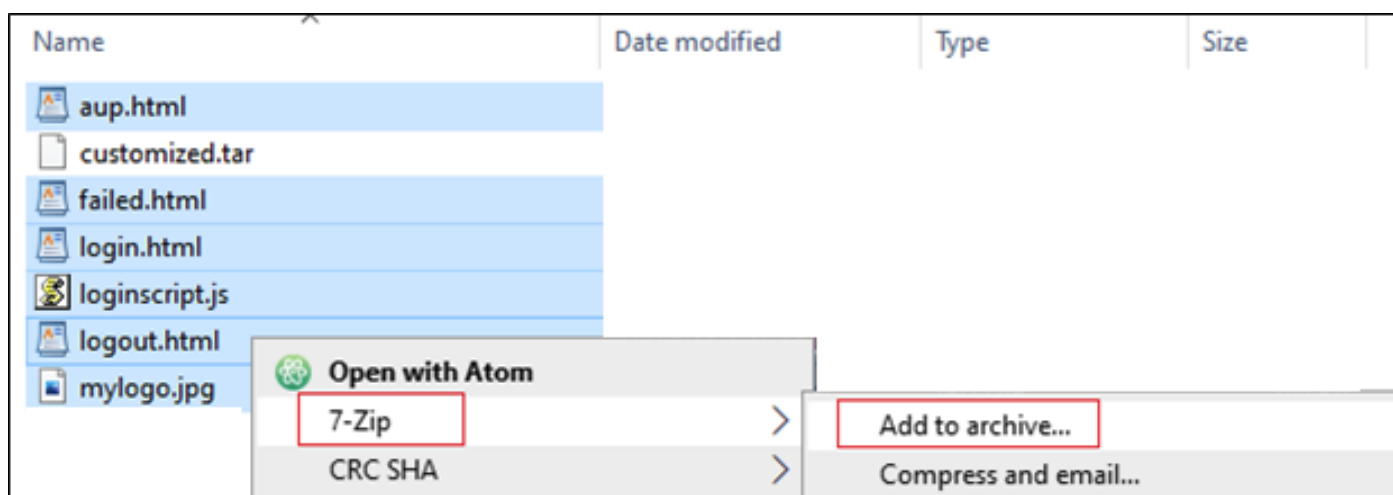 Name Date modified Type Size
aup.html
customized.tar
failed.html
login.html
loginscript.js
logout.html
mylogo.jpg
Open with Atom
7-Zip
CRC SHA
Add to archive...
Compress and email...